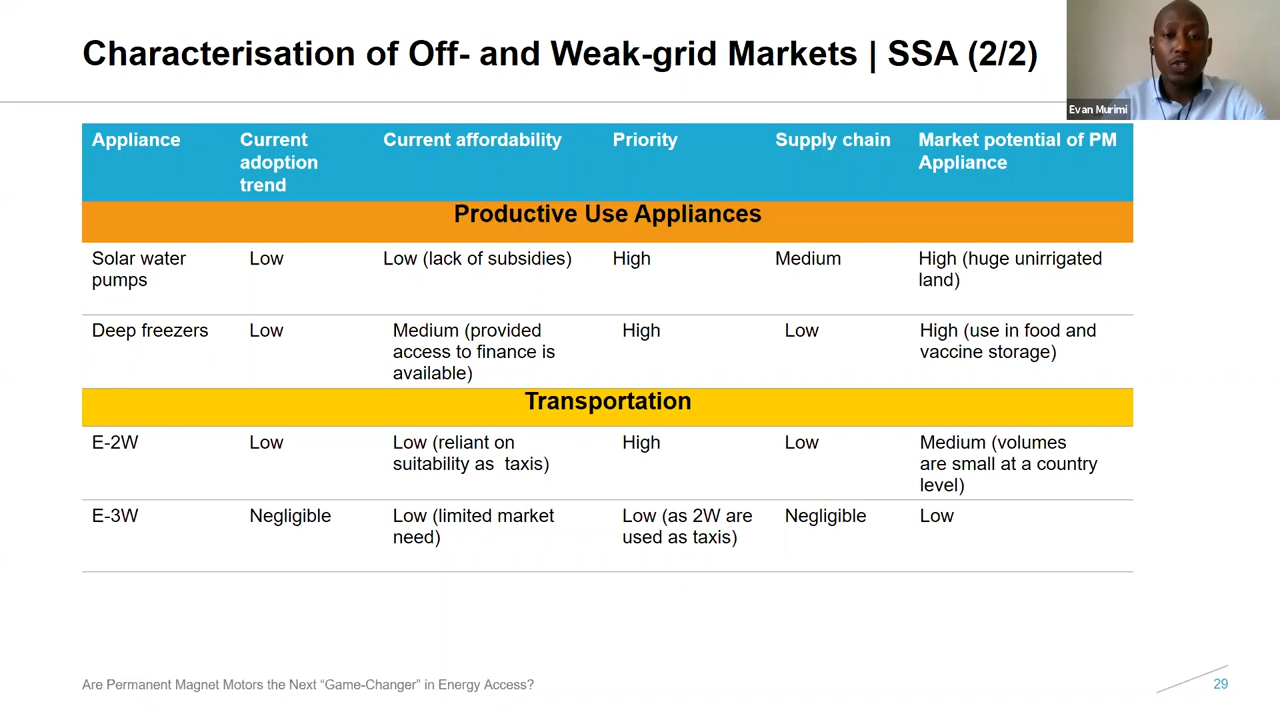 Characterisation of Off- and Weak-grid Markets | SSA (2/2)
Evan Murimi
Appliance
Current
adoption
trend
Current affordability
Priority
Supply chain
Market potential of PM
Appliance
Productive Use Appliances
Solar water
pumps
Low
Low (lack of subsidies)
High
Medium
High (huge unirrigated
land)
Deep freezers
Low
Medium (provided
access to finance is
available)
High
Low
High (use in food and
vaccine storage)
Transportation
E-2W
Low
Low (reliant on
suitability as  taxis)
High
Low
Medium (volumes
are small at a country
level)
E-3W
Negligible
Low (limited market
need)
Low (as 2W are
used as taxis)
Negligible
Low
Are Permanent Magnet Motors the Next “Game-Changer” in Energy Access?
29